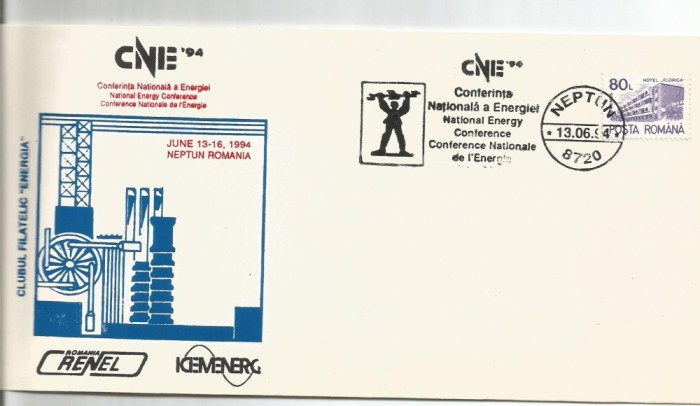 CNE '94
Conferința Națională a Energiei
National Energy Conference
Conference Nationale de l'Energie
JUNE 13-16, 1994
NEPTUN ROMANIA
CLUBUL FILATELIC "ENERGIA"
ROMANIA
RENEL
ICEMENERG
CNE '94
Conferința
Națională a Energiei
National Energy
Conference
Conference Nationale
de l'Energie
NEPTUN
* 13.06.94 *
8720
HOTEL „FLORICA"
80L
POSTA ROMÂNA